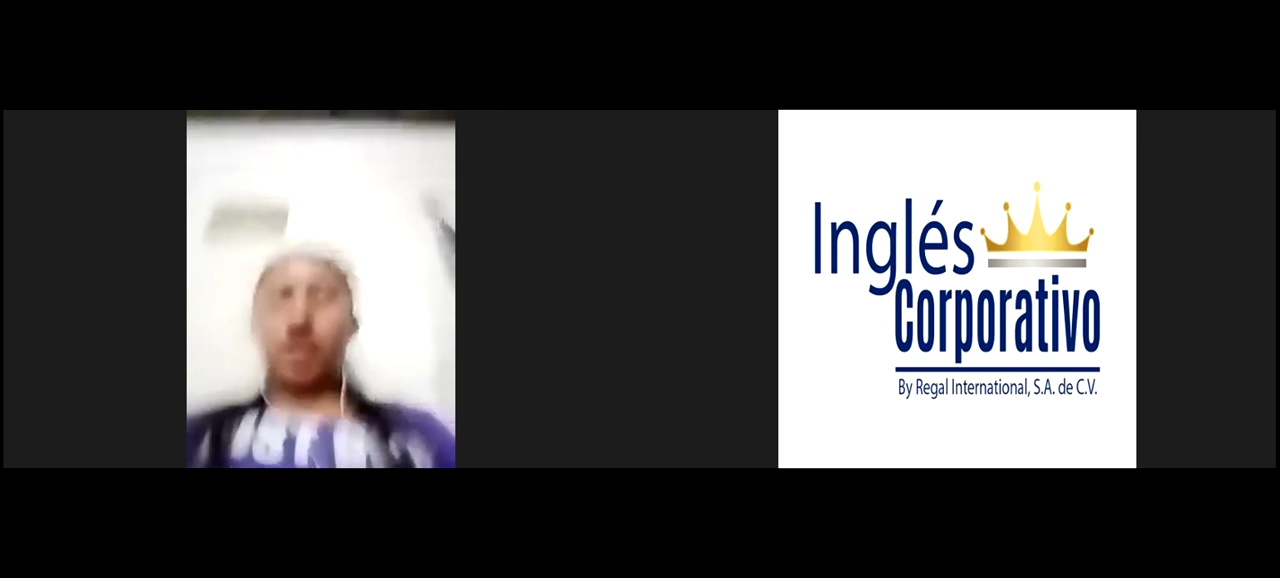 Inglés
Corporativo
By Regal International, S.A. de C.V.